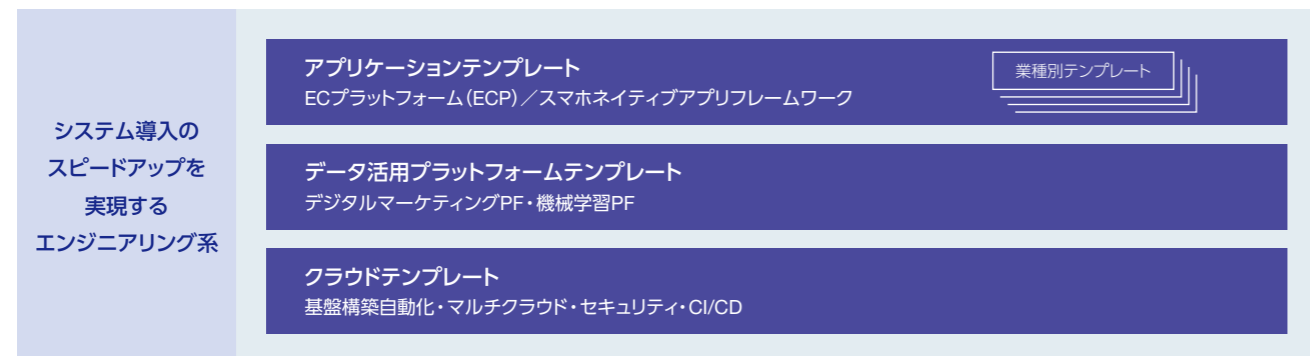 システム導入の
スピードアップを
実現する
エンジニアリング系
アプリケーションテンプレート
ECプラットフォーム(ECP)/スマホネイティブアプリフレームワーク
業種別テンプレート
データ活用プラットフォームテンプレート
デジタルマーケティングPF・機械学習PF
クラウドテンプレート
基盤構築自動化・マルチクラウド・セキュリティ・CI/CD